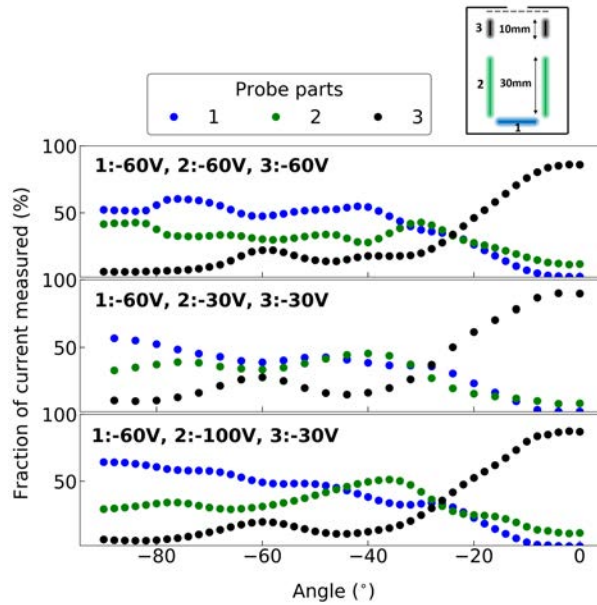 3
10mm
2
30mm
1
Probe parts
1 2 3
Fraction of current measured (%)
100
1:-60V, 2:-60V, 3:-60V
50
100
1:-60V, 2:-30V, 3:-30V
50
100
1:-60V, 2:-100V, 3:-30V
50
−80 −60 −40 −20 0
Angle (°)